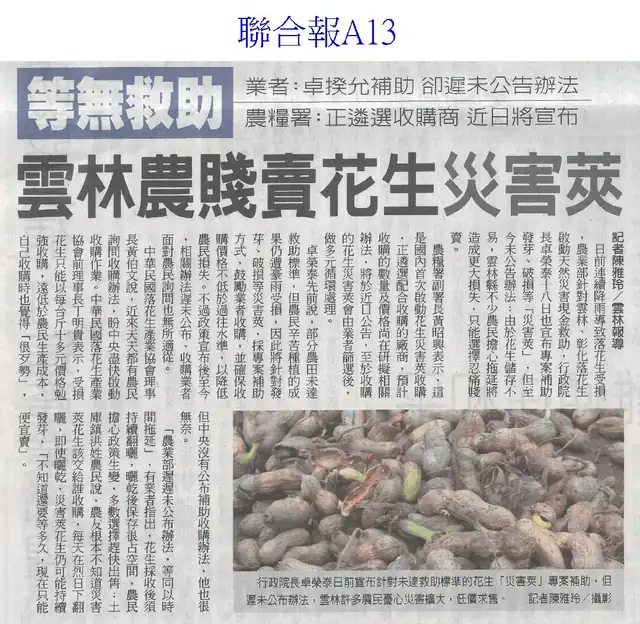 聯合報A13
等無救助
業者：卓揆允補助 卻遲未公告辦法
農糧署：正遴選收購商 近日將宣布
雲林農賤賣花生災害莢
記者陳雅玲／雲林報導
日前連續降雨導致落花生受損
，農業部針對雲林、彰化落花生
啟動天然災害現金救助，行政院
長卓榮泰十八日也宣布專案補助
發芽、破損等「災害莢」，但至
今未公告辦法；由於花生儲存不
易，雲林縣不少農民擔心拖延將
造成更大損失，只能選擇忍痛賤
賣。
農糧署副署長黃昭興表示，這
是國內首次啟動花生災害莢收購
，正遴選配合收購的廠商，預計
收購的數量及價格尚在研擬相關
辦法，將於近日公告，至於收購
的花生災害莢會由業者篩選後，
做多元循環處理。
卓榮泰先前說，部分農田未達
救助標準，但農民辛苦種植的成
果仍遭豪雨受損，因此將針對發
芽、破損等災害莢，採專案補助
方式，鼓勵業者收購，並確保收
購價格不低於過往水準，以降低
農民損失。不過政策宣布後至今
，相關辦法遲未公布，收購業者
面對農民詢問也無所適從。
中華民國落花生產業協會理事
長黃伯文說，近來天天都有農民
詢問收購辦法，盼中央盡快啟動
收購作業。中華民國落花生產業
協會前理事長丁明貴表示，受損
花生只能以每台斤十多元價格勉
強收購，遠低於農民生產成本，
自己收購時也覺得「很歹勢」，
但中央沒有公布補助收購辦法，他也很
無奈。
「農業部遲遲未公布辦法，等同以時
間拖延」，有業者指出，花生採收後須
持續翻曬，曬乾後保存很占空間，農民
擔心政策生變，多數選擇趕快出售；土
庫鎮洪姓農民說，農友根本不知道災害
莢花生該交給誰收購，每天在烈日下翻
曬，即使曬乾，災害莢花生仍可能持續
發芽，「不知道還要等多久，現在只能
便宜賣」。
行政院長卓榮泰日前宣布針對未達救助標準的花生「災害莢」專案補助，但
遲未公布辦法，雲林許多農民憂心災害擴大，低價求售。 記者陳雅玲／攝影